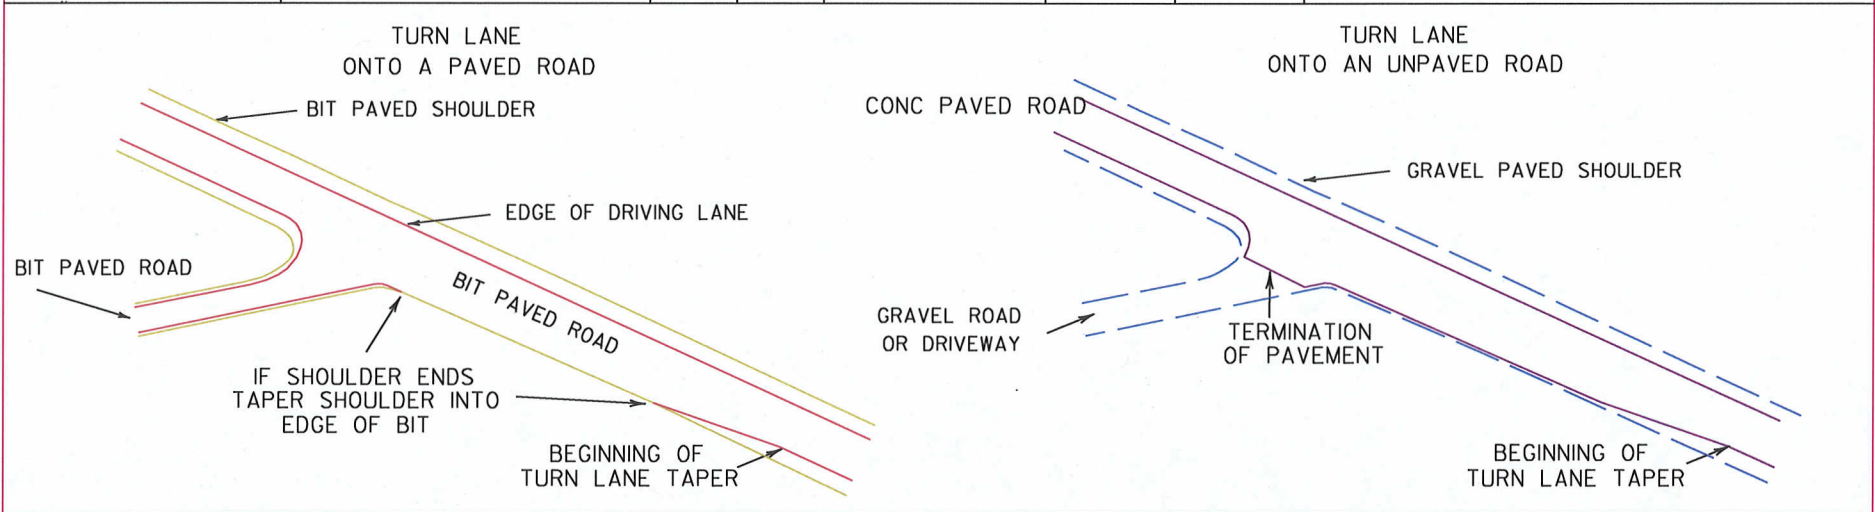 TURN LANE
ONTO A PAVED ROAD
BIT PAVED SHOULDER
EDGE OF DRIVING LANE
BIT PAVED ROAD
BIT PAVED ROAD
IF SHOULDER ENDS
TAPER SHOULDER INTO
EDGE OF BIT
BEGINNING OF
TURN LANE TAPER
TURN LANE
ONTO AN UNPAVED ROAD
CONC PAVED ROAD
GRAVEL PAVED SHOULDER
GRAVEL ROAD
OR DRIVEWAY
TERMINATION
OF PAVEMENT
BEGINNING OF
TURN LANE TAPER